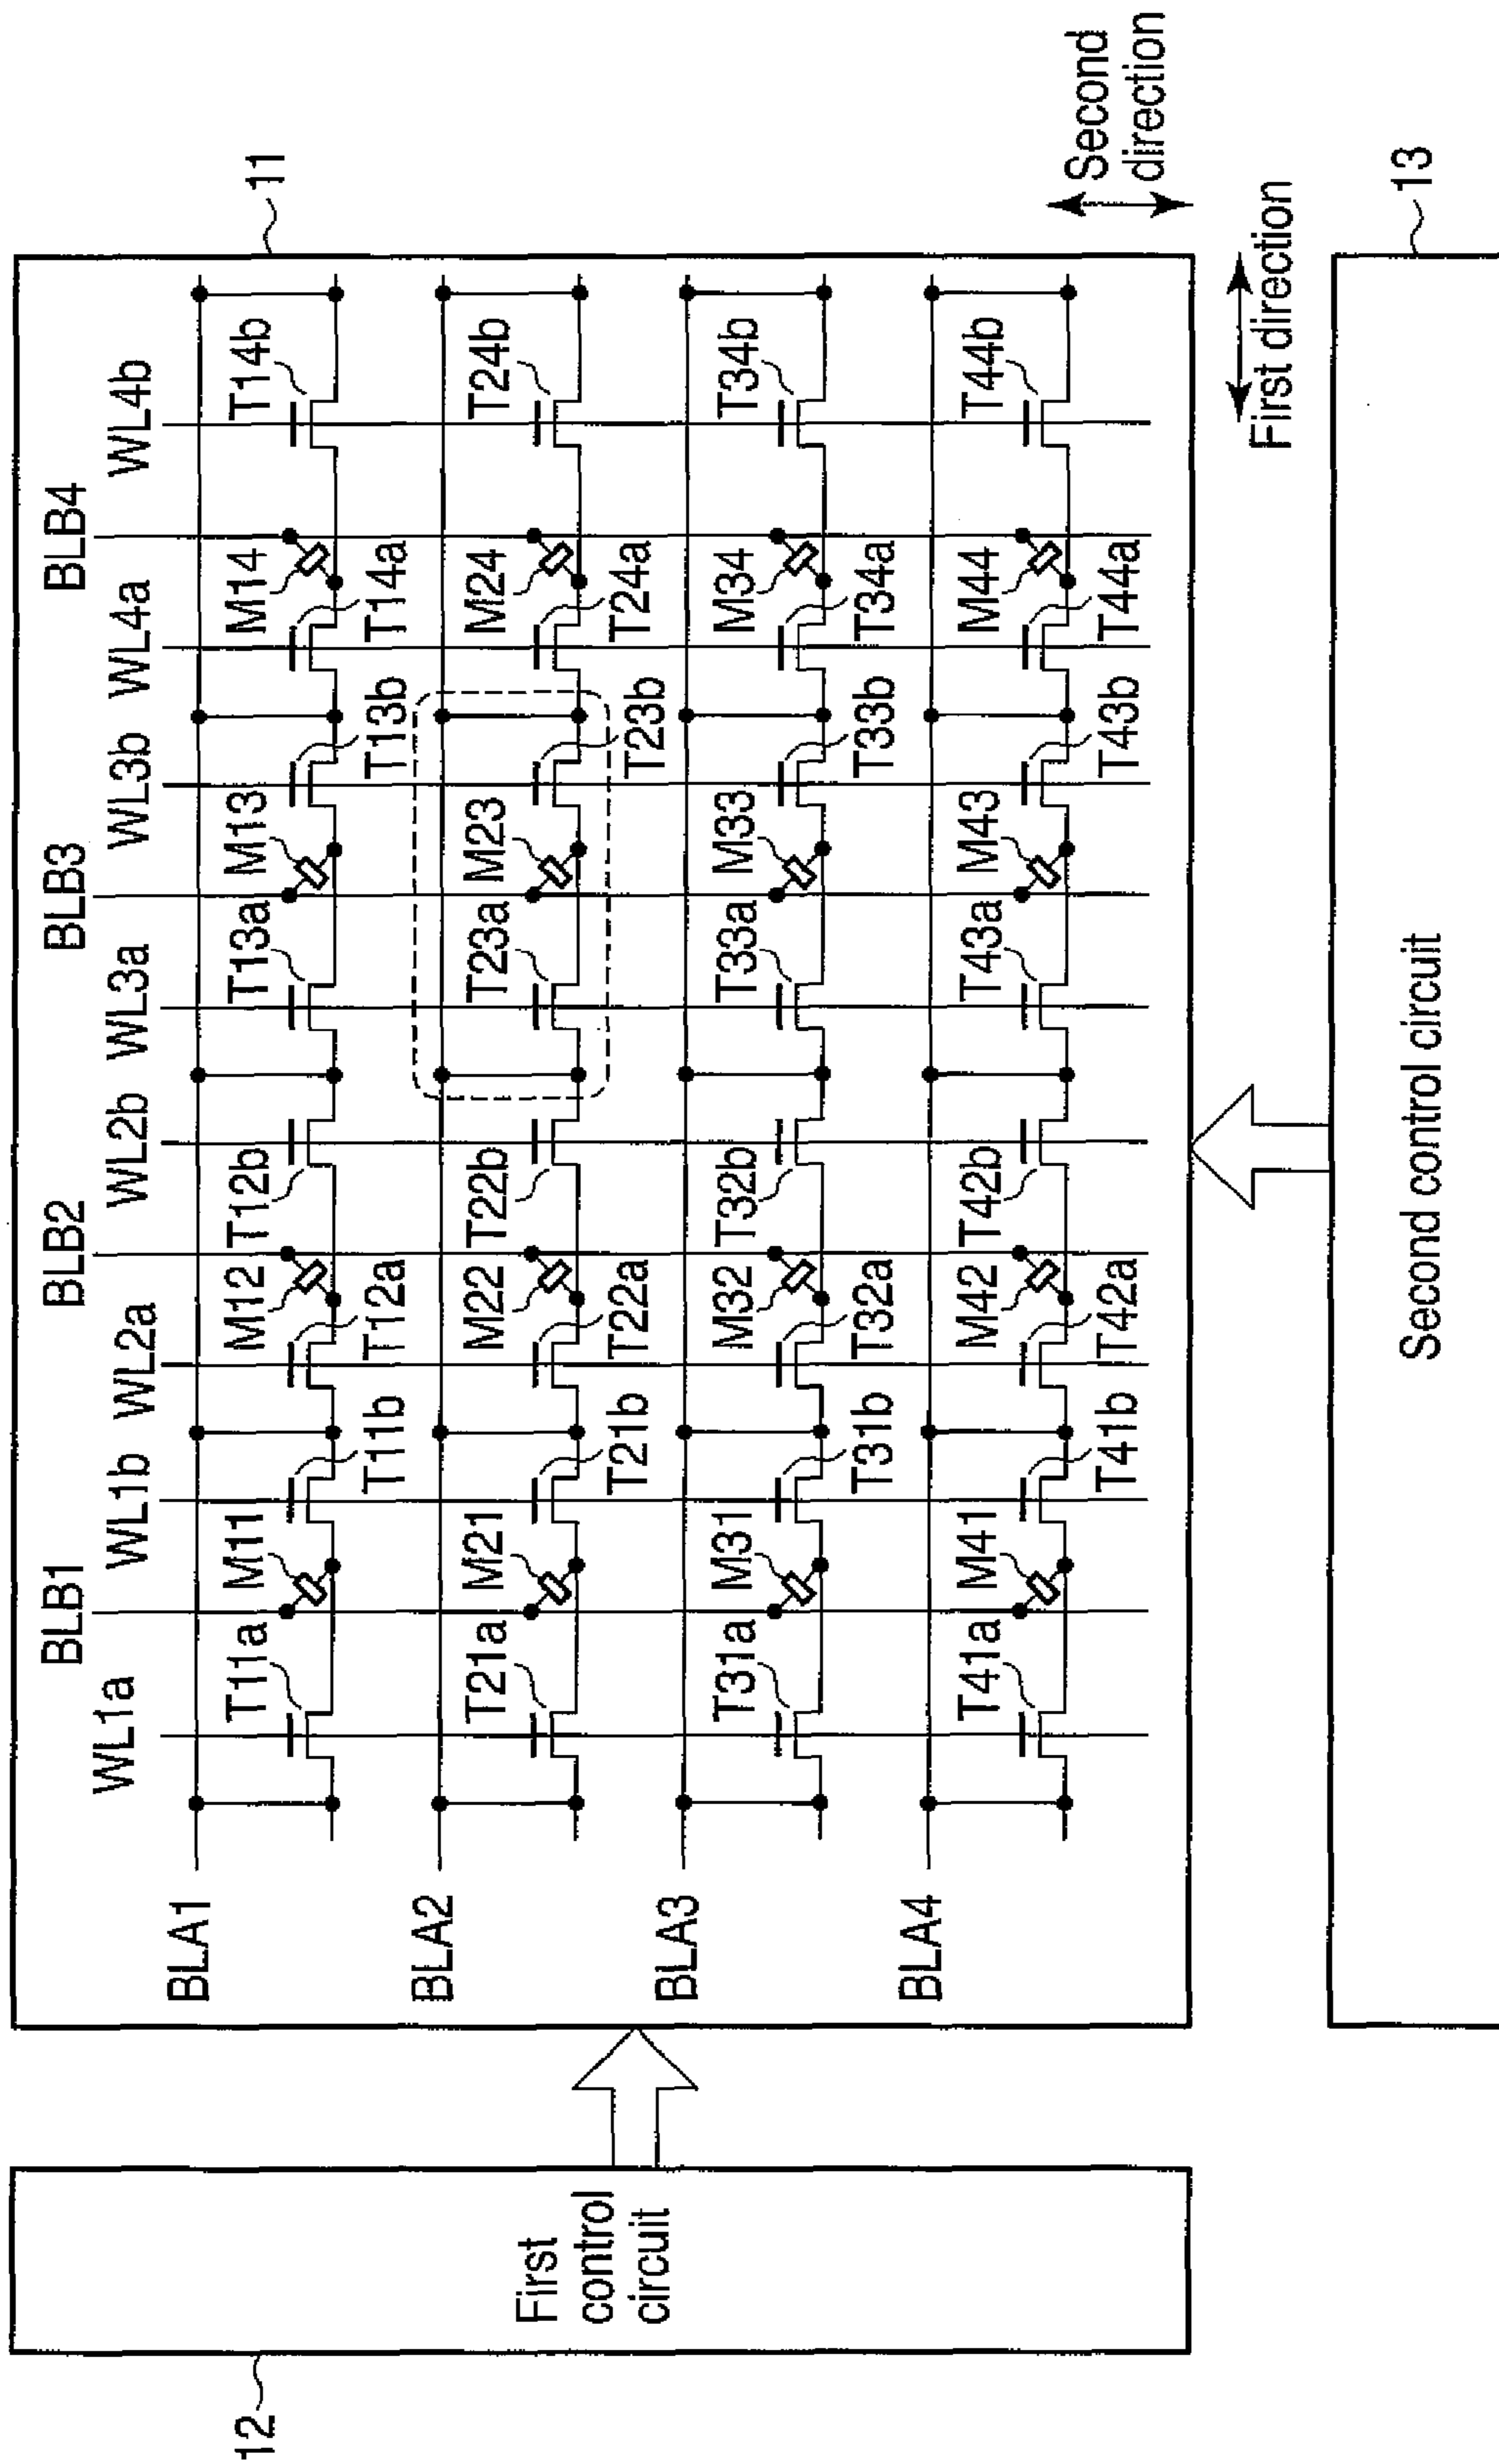 BLB1
BLB2
BLB3
BLB4
WL1a
WL1b
WL2a
WL2b
WL3a
WL3b
WL4a
WL4b
11
BLA1
T11a
M11
T11b
M12
T12a
T12b
T13a
M13
T13b
M14
T14a
T14b
BLA2
T21a
M21
T21b
M22
T22a
T22b
T23a
M23
T23b
M24
T24a
T24b
BLA3
T31a
M31
T31b
M32
T32a
T32b
T33a
M33
T33b
M34
T34a
T34b
BLA4
T41a
M41
T41b
M42
T42a
T42b
T43a
M43
T43b
M44
T44a
T44b
12
First
control
circuit
Second
direction
First direction
13
Second control circuit